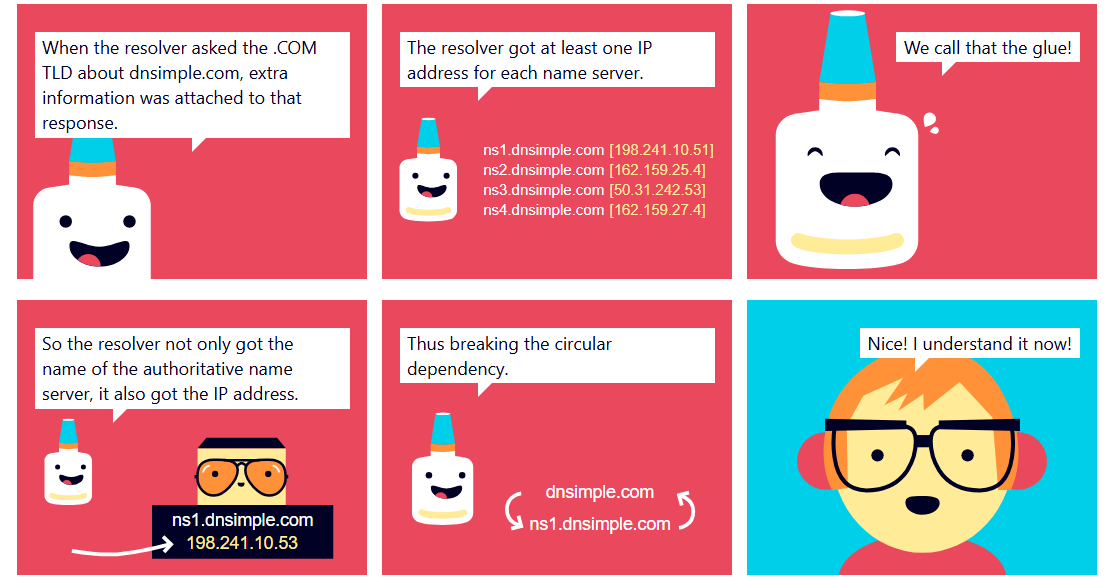 When the resolver asked the .COM
TLD about dnsimple.com, extra
information was attached to that
response.
The resolver got at least one IP
address for each name server.
ns1.dnsimple.com [198.241.10.51]
ns2.dnsimple.com [162.159.25.4]
ns3.dnsimple.com [50.31.242.53]
ns4.dnsimple.com [162.159.27.4]
We call that the glue!
So the resolver not only got the
name of the authoritative name
server, it also got the IP address.
ns1.dnsimple.com
198.241.10.53
Thus breaking the circular
dependency.
dnsimple.com
ns1.dnsimple.com
Nice! I understand it now!